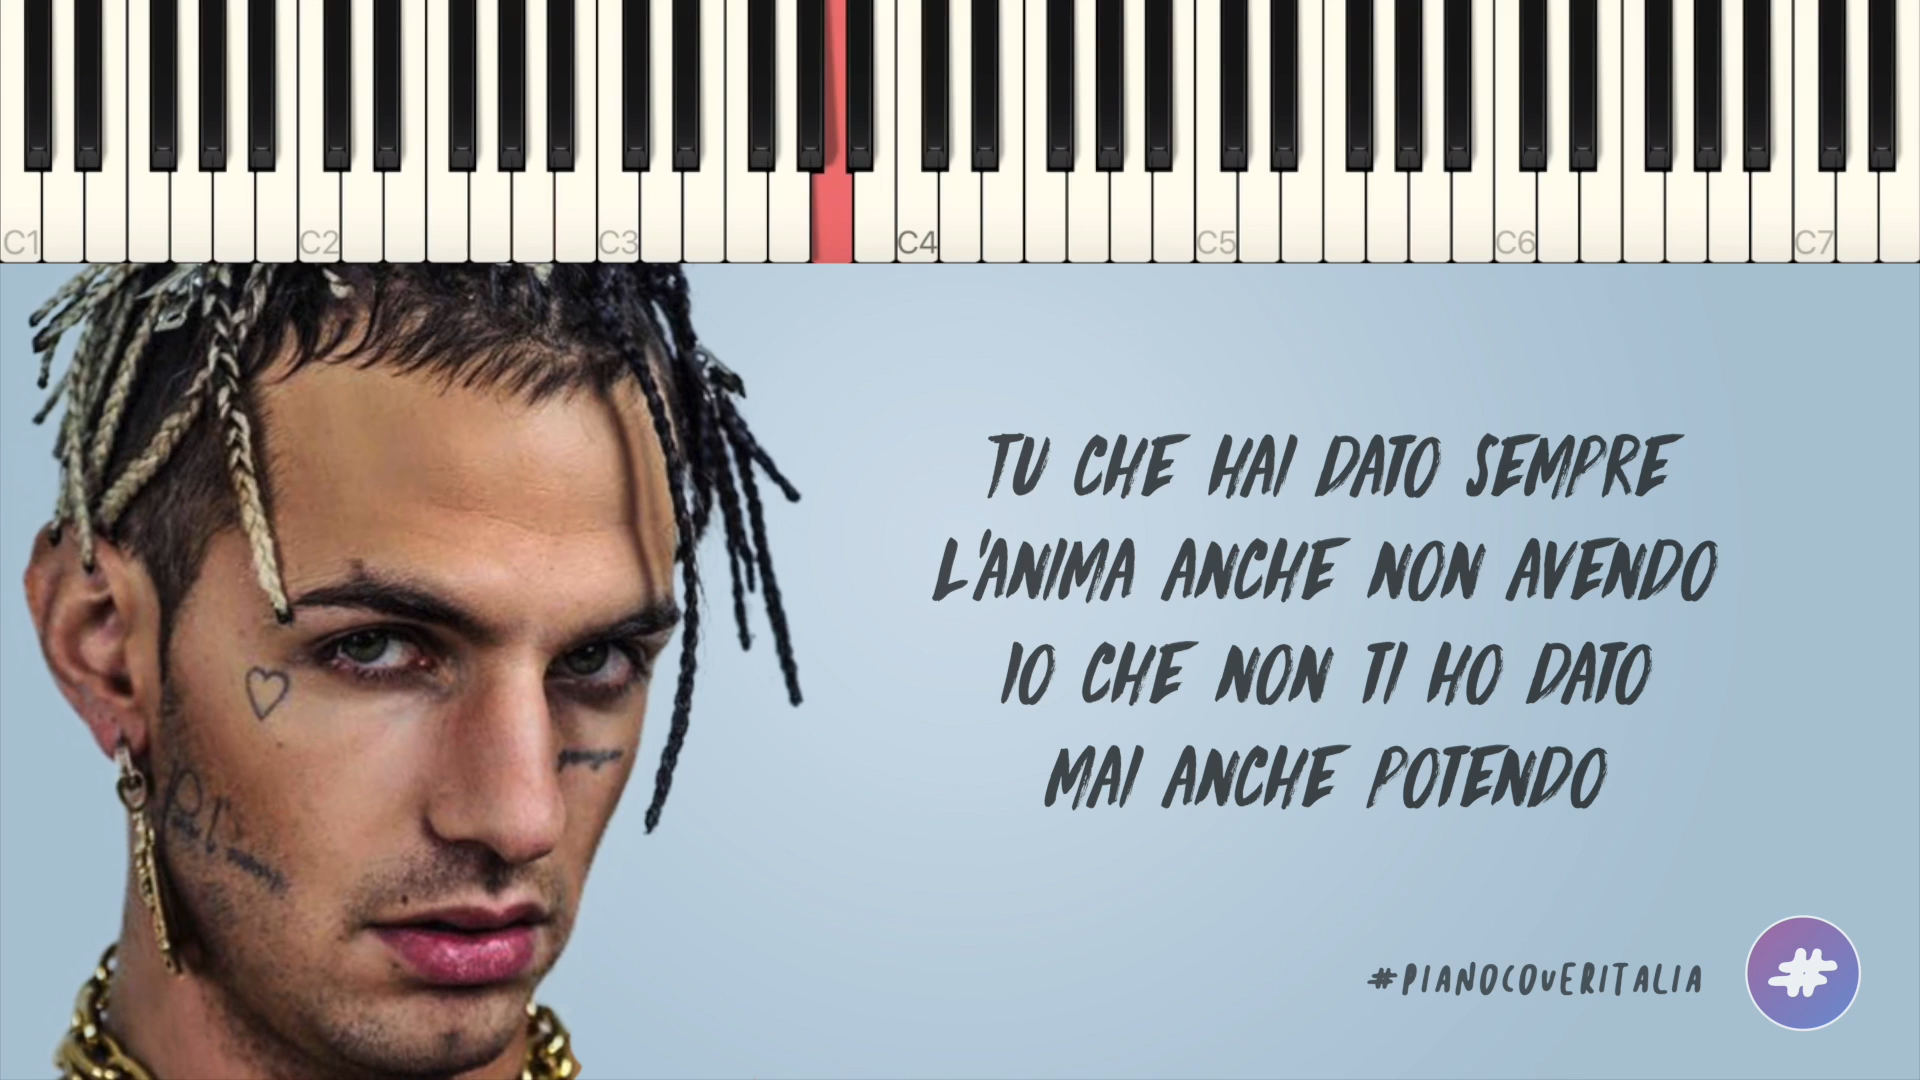 C1 C2 C3 C4 C5 C6 C7
TU CHE HAI DATO SEMPRE
L'ANIMA ANCHE NON AVENDO
IO CHE NON TI HO DATO
MAI ANCHE POTENDO
#PIANOCOVERITALIA
#